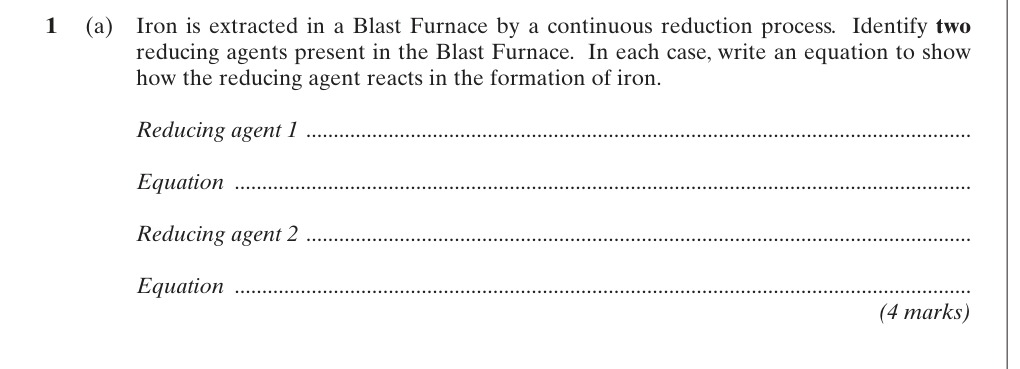 1 (a) Iron is extracted in a Blast Furnace by a continuous reduction process. Identify two
reducing agents present in the Blast Furnace. In each case, write an equation to show
how the reducing agent reacts in the formation of iron.
Reducing agent 1 ........................................................................................................................
Equation .....................................................................................................................................
Reducing agent 2 ........................................................................................................................
Equation .....................................................................................................................................
(4 marks)